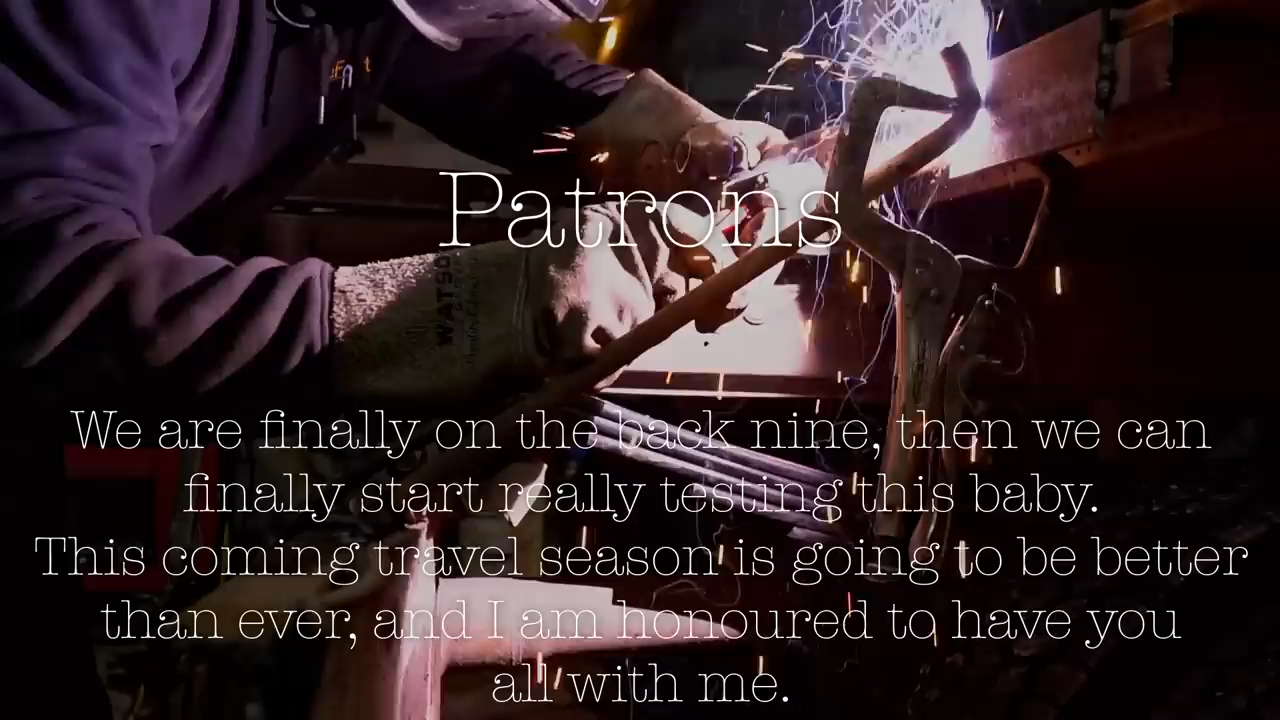 Patrons
WATSON
We are finally on the back nine, then we can
finally start really testing this baby.
This coming travel season is going to be better
than ever, and I am honoured to have you
all with me.